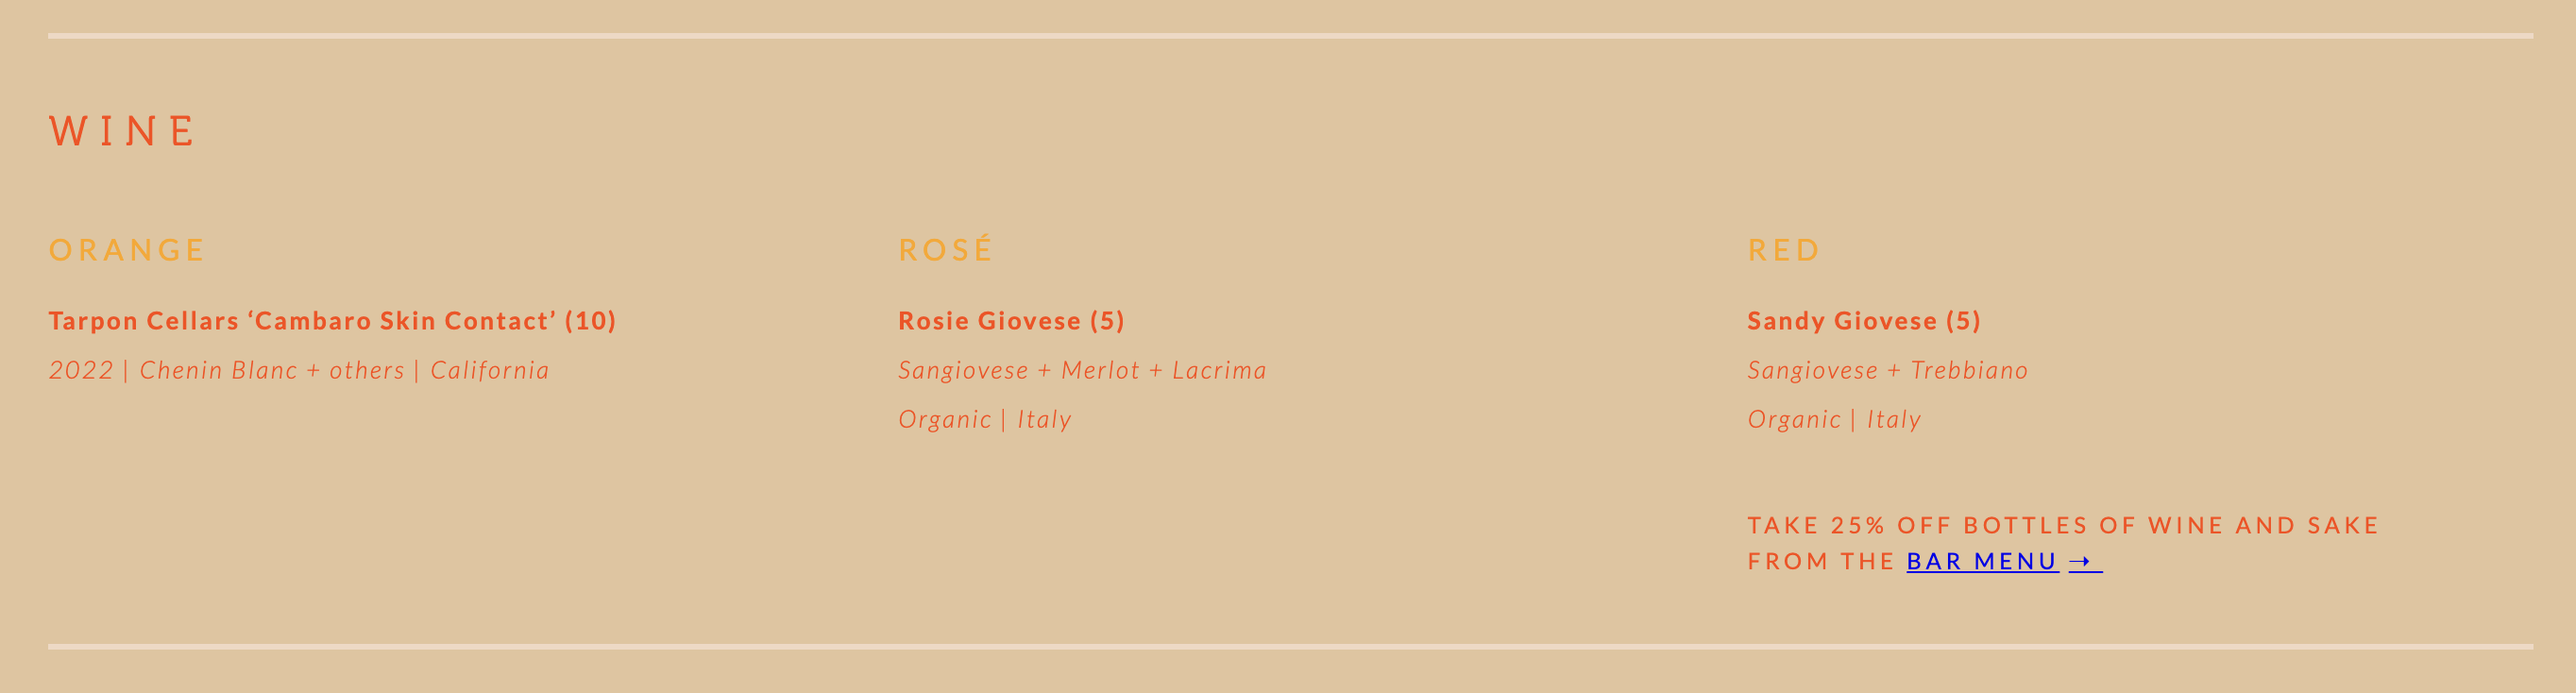 WINE
ORANGE
Tarpon Cellars ‘Cambaro Skin Contact’ (10)
2022 | Chenin Blanc + others | California
ROSÉ
Rosie Giovese (5)
Sangiovese + Merlot + Lacrima
Organic | Italy
RED
Sandy Giovese (5)
Sangiovese + Trebbiano
Organic | Italy
TAKE 25% OFF BOTTLES OF WINE AND SAKE
FROM THE BAR MENU →